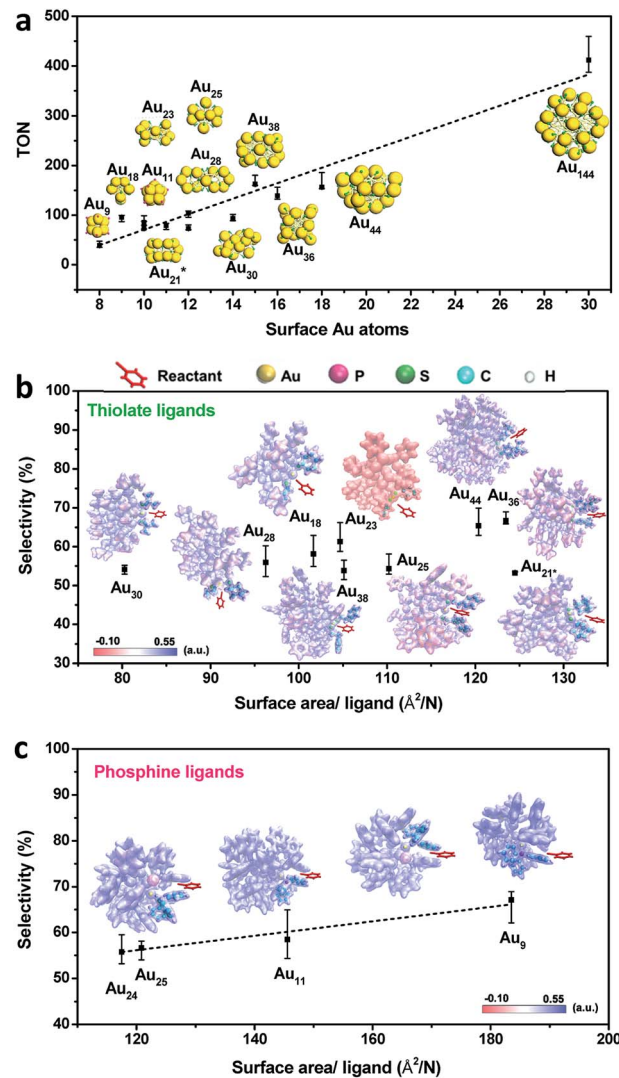 a
500
400
300
200
100
0
TON
Au25
Au23
Au38
Au18
Au11
Au28
Au9
Au144
Au44
Au21*
Au30
Au36
8 10 12 14 16 18 20 22 24 26 28 30
Surface Au atoms
Reactant Au P S C H
b
100
90
80
70
60
50
40
30
Selectivity (%)
Thiolate ligands
Au44 Au36
Au28 Au18 Au23
Au30 Au38 Au25 Au21*
-0.10 0.55 (a.u.)
80 90 100 110 120 130
Surface area/ ligand (Å2/N)
c
100
90
80
70
60
50
40
Selectivity (%)
Phosphine ligands
Au24 Au25 Au11 Au9
-0.10 0.55
(a.u.)
120 140 160 180 200
Surface area/ ligand (Å2/N)